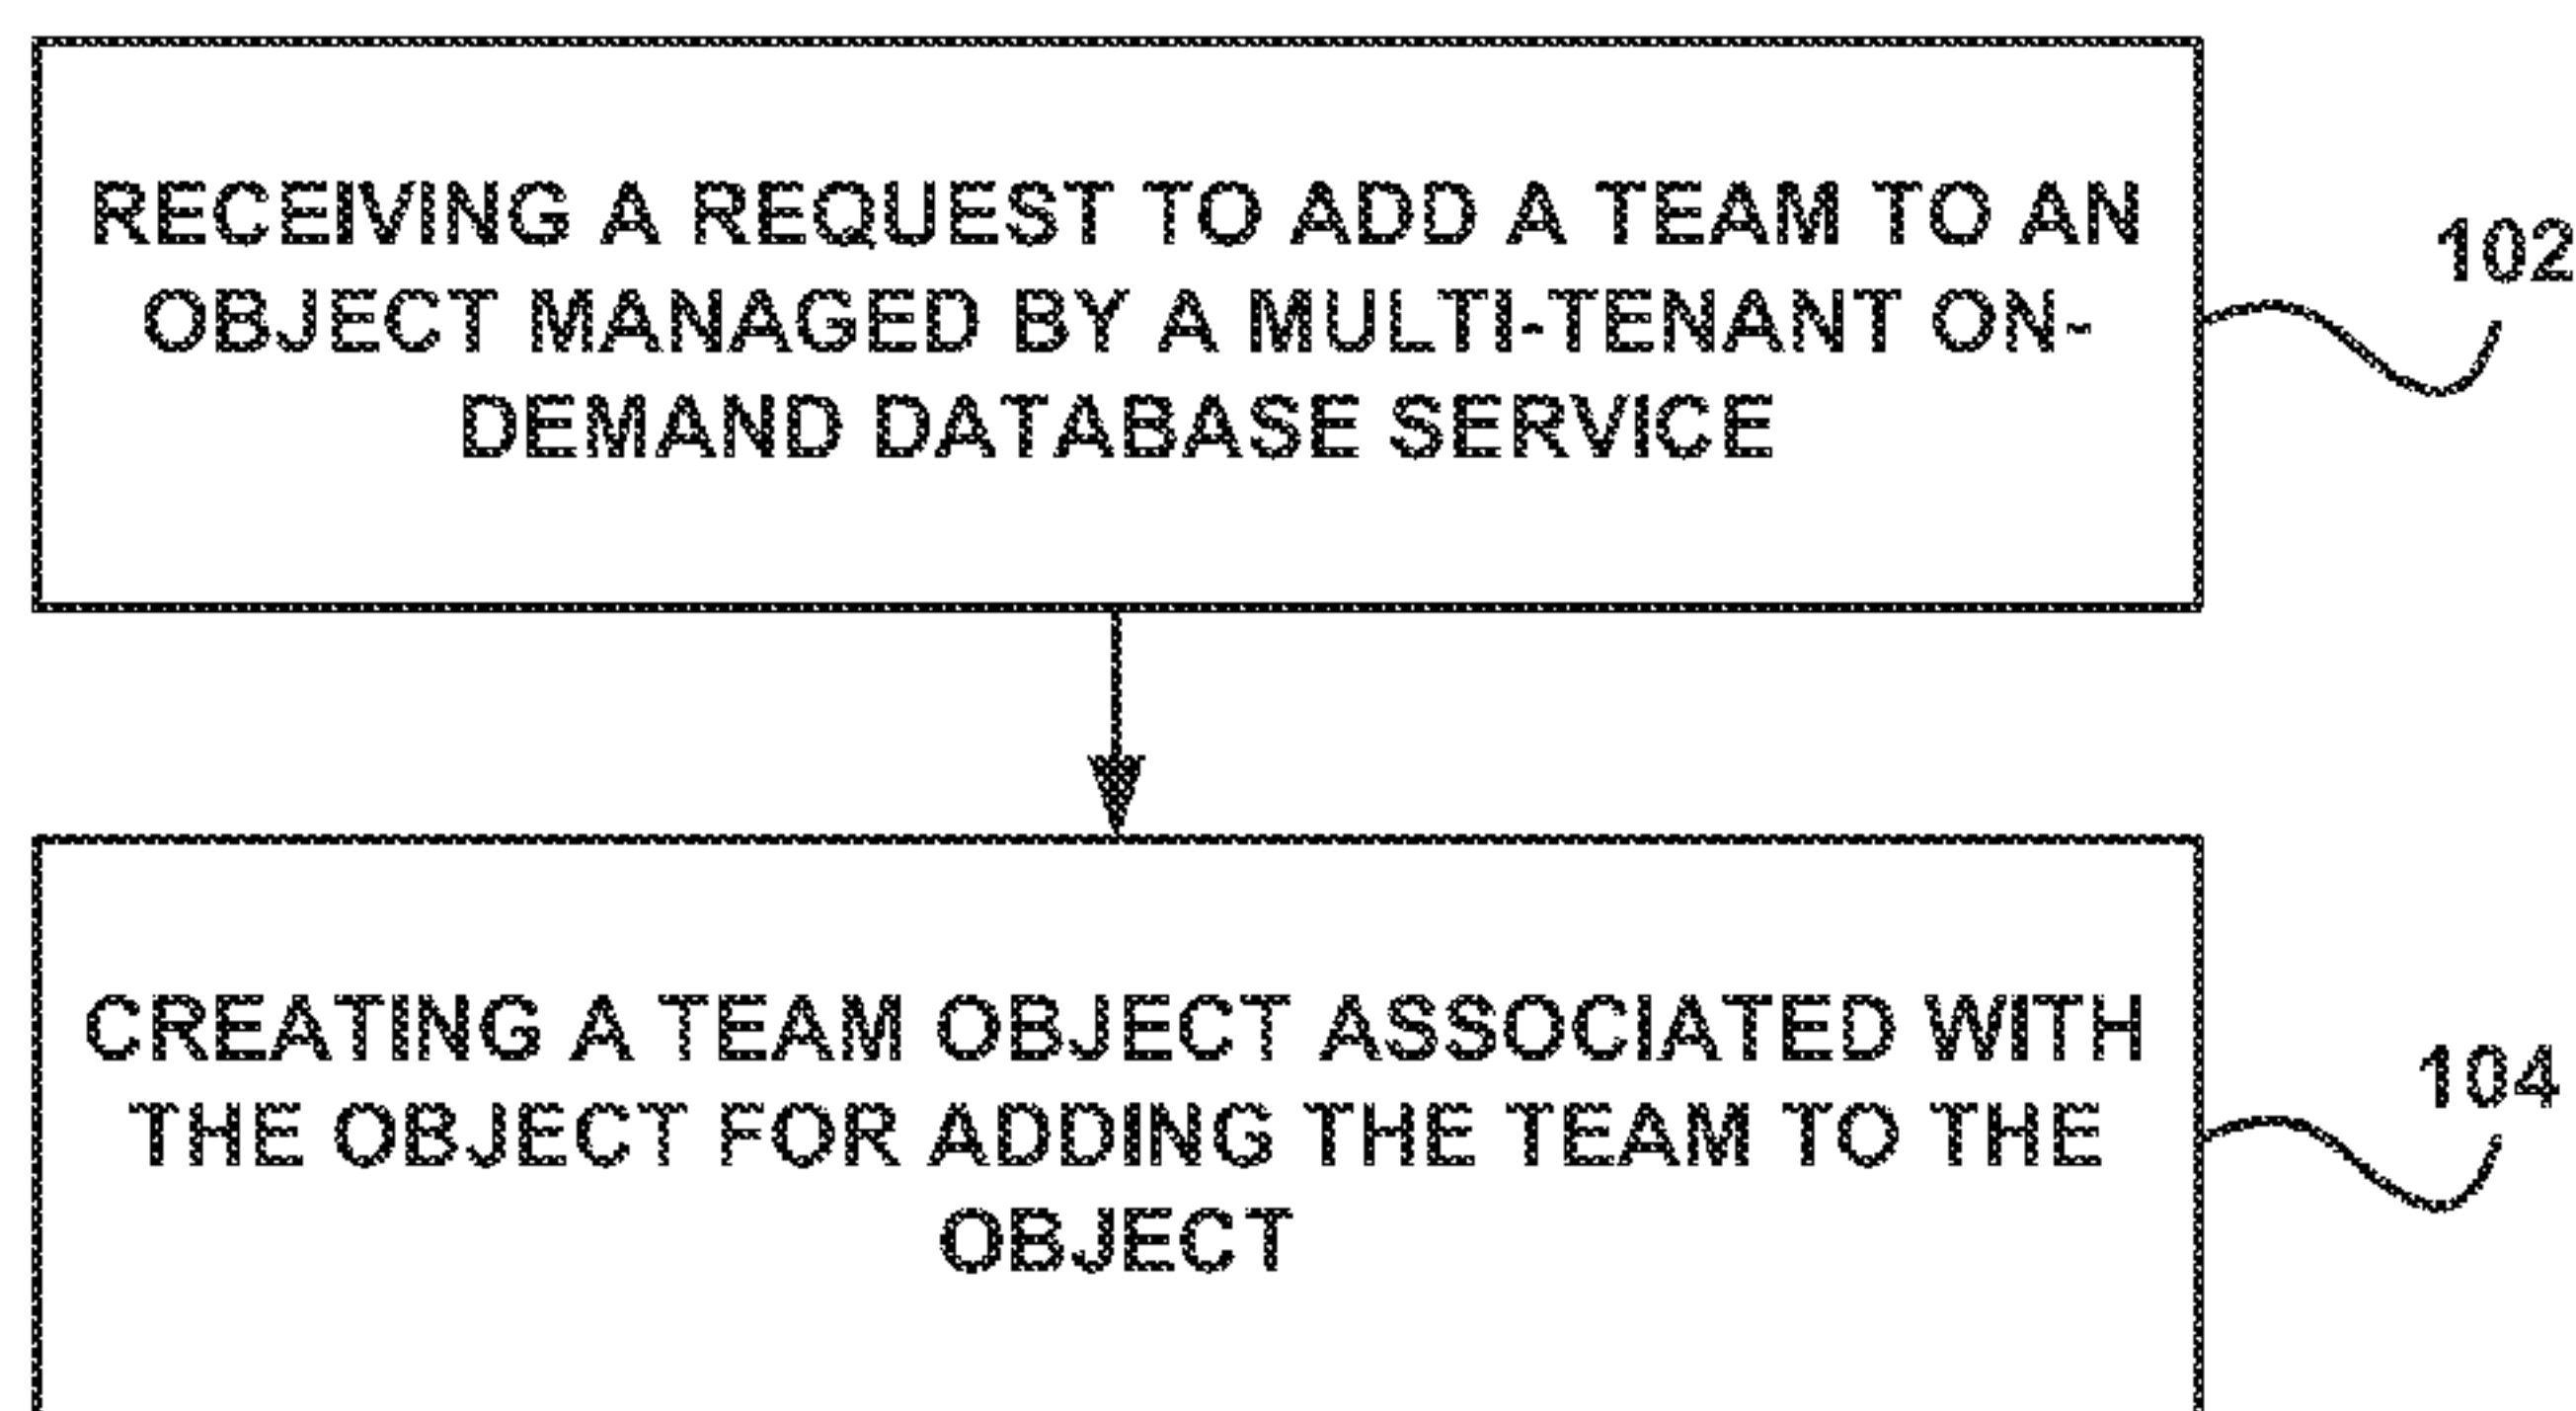 RECEIVING A REQUEST TO ADD A TEAM TO AN
OBJECT MANAGED BY A MULTI-TENANT ON-
DEMAND DATABASE SERVICE
102
CREATING A TEAM OBJECT ASSOCIATED WITH
THE OBJECT FOR ADDING THE TEAM TO THE
OBJECT
104